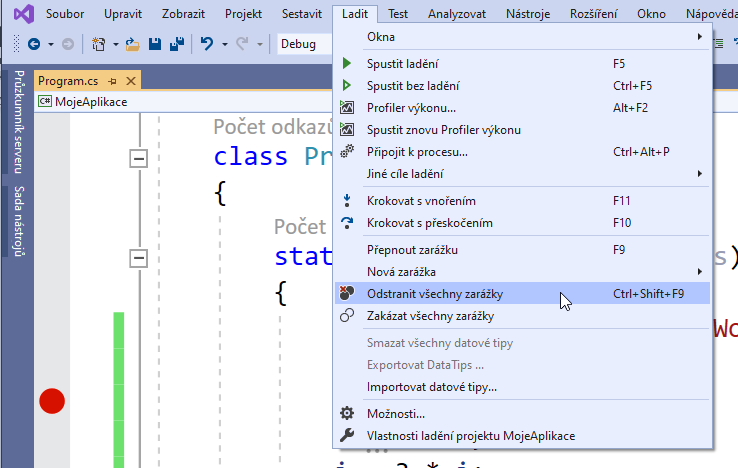 Soubor Upravit Zobrazit Projekt Sestavit Ladit Test Analyzovat Nástroje Rozšíření Okno Nápověda
Debug
Průzkumník serveru
Sada nástrojů
Program.cs
C# MojeAplikace
Počet odkazů
class Pr
{
Počet
stat s)
{
Wo
Okna
Spustit ladění F5
Spustit bez ladění Ctrl+F5
Profiler výkonu... Alt+F2
Spustit znovu Profiler výkonu
Připojit k procesu... Ctrl+Alt+P
Jiné cíle ladění
Krokovat s vnořením F11
Krokovat s přeskočením F10
Přepnout zarážku F9
Nová zarážka
Odstranit všechny zarážky Ctrl+Shift+F9
Zakázat všechny zarážky
Smazat všechny datové tipy
Exportovat DataTips ...
Importovat datové tipy...
Možnosti...
Vlastnosti ladění projektu MojeAplikace